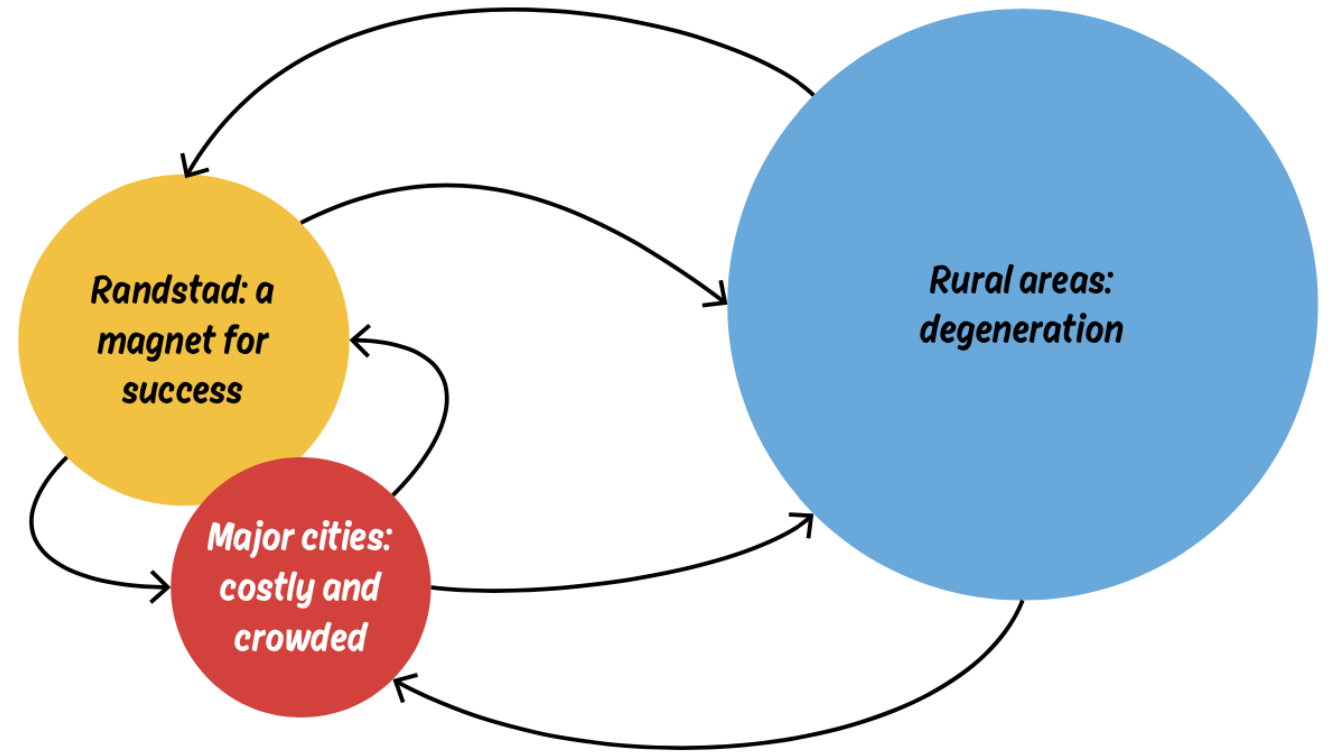 Randstad: a
magnet for
success
Rural areas:
degeneration
Major cities:
costly and
crowded